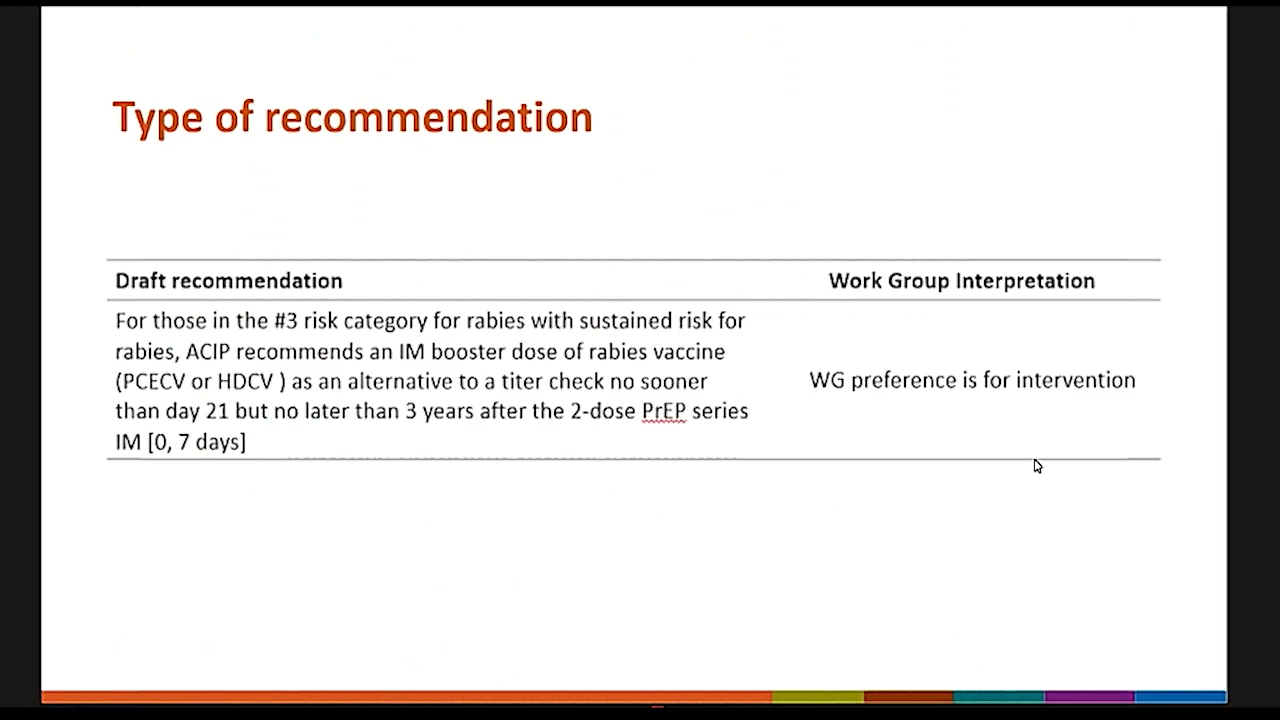 Type of recommendation
Draft recommendation
Work Group Interpretation
For those in the #3 risk category for rabies with sustained risk for
rabies, ACIP recommends an IM booster dose of rabies vaccine
(PCECV or HDCV ) as an alternative to a titer check no sooner
than day 21 but no later than 3 years after the 2-dose PrEP series
IM [0, 7 days]
WG preference is for intervention